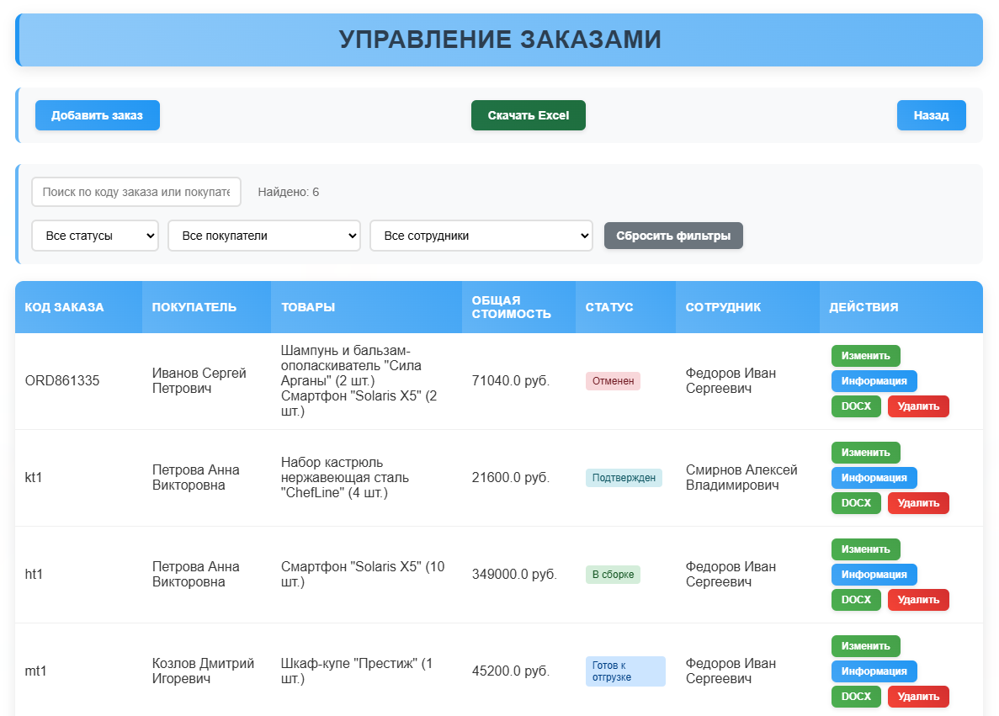 УПРАВЛЕНИЕ ЗАКАЗАМИ
Добавить заказ
Скачать Excel
Назад
Поиск по коду заказа или покупате
Найдено: 6
Все статусы
Все покупатели
Все сотрудники
Сбросить фильтры
КОД ЗАКАЗА
ПОКУПАТЕЛЬ
ТОВАРЫ
ОБЩАЯ
СТОИМОСТЬ
СТАТУС
СОТРУДНИК
ДЕЙСТВИЯ
ORD861335
Иванов Сергей
Петрович
Шампунь и бальзам-
ополаскиватель "Сила
Арганы" (2 шт.)
Смартфон "Solaris X5" (2
шт.)
71040.0 руб.
Отменен
Федоров Иван
Сергеевич
Изменить
Информация
DOCX
Удалить
kt1
Петрова Анна
Викторовна
Набор кастрюль
нержавеющая сталь
"ChefLine" (4 шт.)
21600.0 руб.
Подтвержден
Смирнов Алексей
Владимирович
Изменить
Информация
DOCX
Удалить
ht1
Петрова Анна
Викторовна
Смартфон "Solaris X5" (10
шт.)
349000.0 руб.
В сборке
Федоров Иван
Сергеевич
Изменить
Информация
DOCX
Удалить
mt1
Козлов Дмитрий
Игоревич
Шкаф-купе "Престиж" (1
шт.)
45200.0 руб.
Готов к
отгрузке
Федоров Иван
Сергеевич
Изменить
Информация
DOCX
Удалить